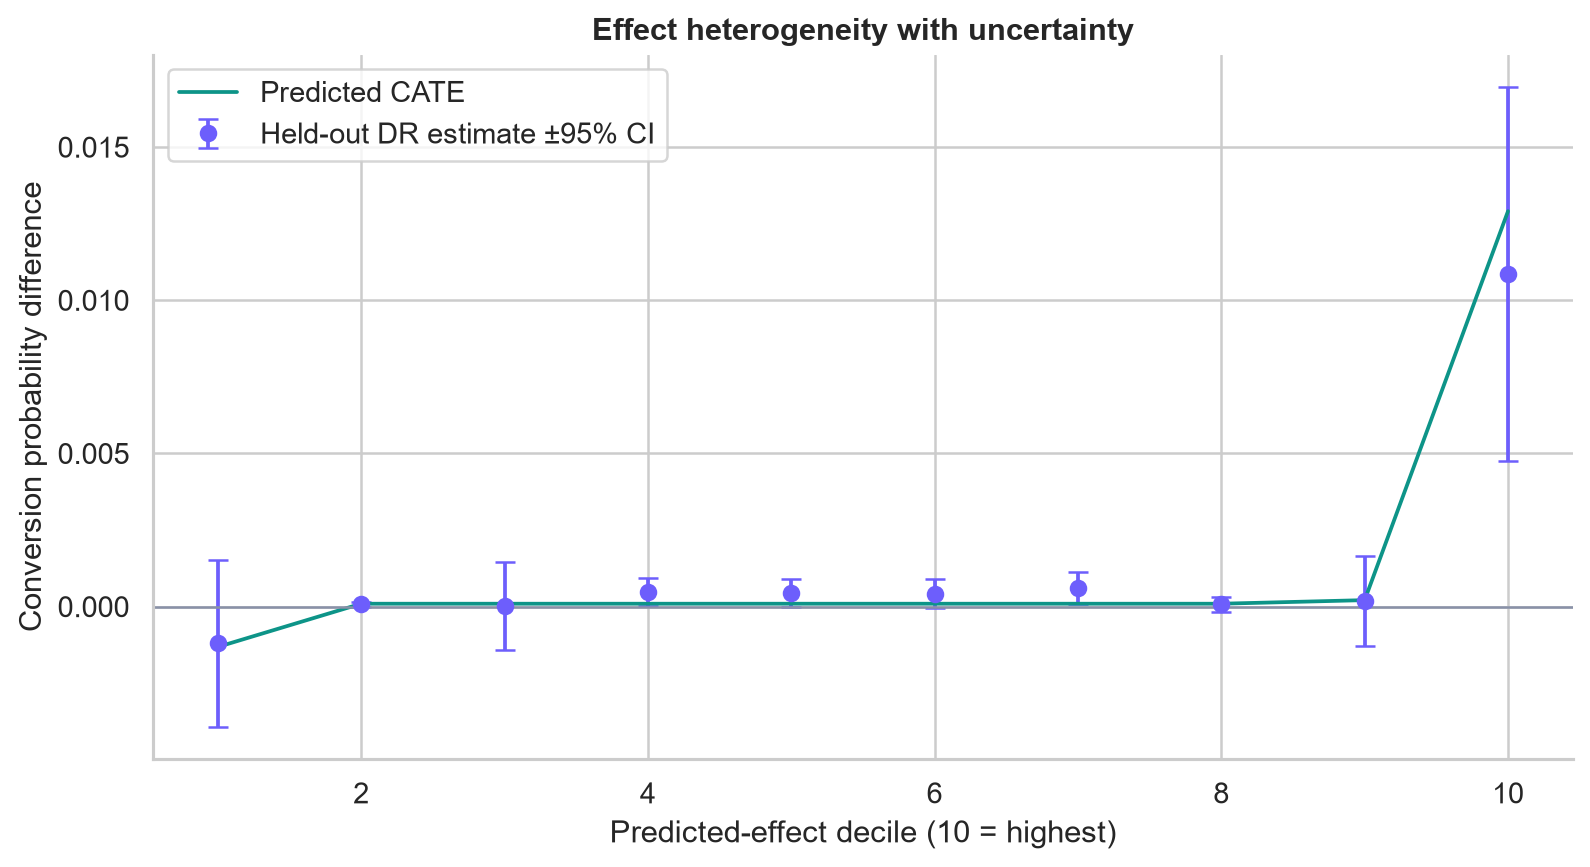 Effect heterogeneity with uncertainty
Predicted CATE
Held-out DR estimate ±95% CI
Conversion probability difference
0.015
0.010
0.005
0.000
2 4 6 8 10
Predicted-effect decile (10 = highest)